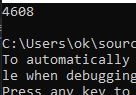 4608
C:\Users\ok\sourc
To automatically
le when debugging
Press any key to